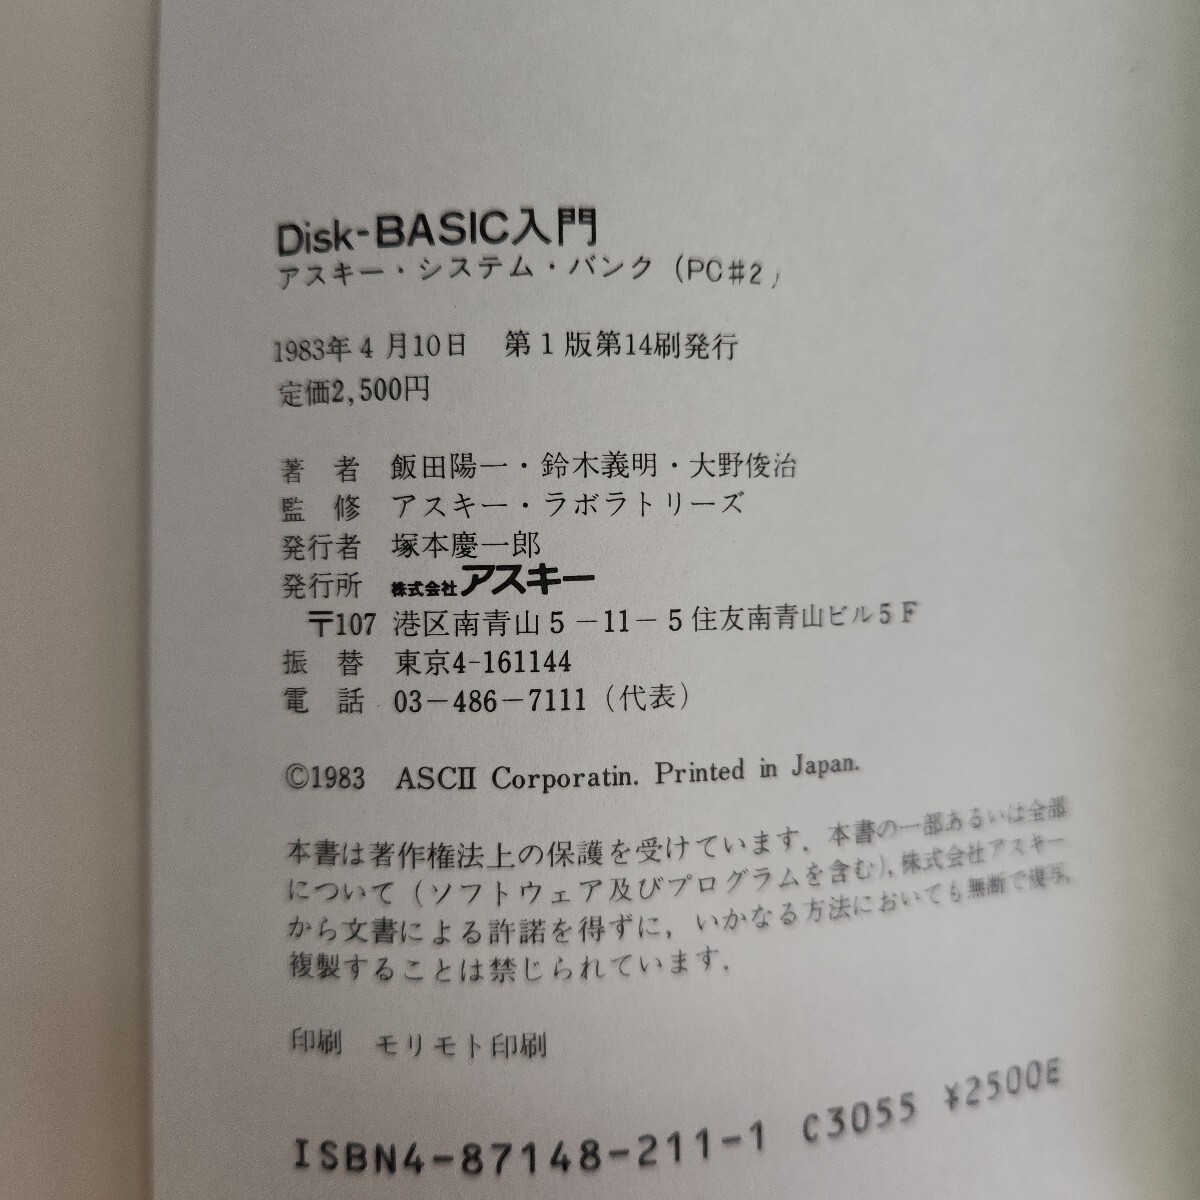 Disk-BASIC入門
アスキー・システム・バンク (PC#2)
1983年4月10日　第1版第14刷発行
定価2,500円
著　者　飯田陽一・鈴木義明・大野俊治
監　修　アスキー・ラボラトリーズ
発行者　塚本慶一郎
発行所　株式会社アスキー
〒107 港区南青山5－11－5住友南青山ビル5F
振　替　東京4-161144
電　話　03－486－7111（代表）
©1983　ASCII Corporatin. Printed in Japan.
本書は著作権法上の保護を受けています．本書の一部あるいは全部
について（ソフトウェア及びプログラムを含む），株式会社アスキー
から文書による許諾を得ずに，いかなる方法においても無断で複写，
複製することは禁じられています．
印刷　モリモト印刷
ISBN4-87148-211-1 C3055 ¥2500E